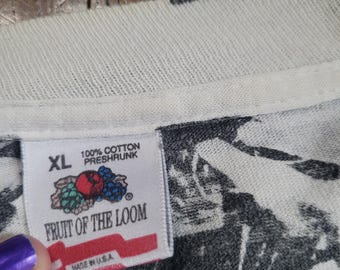 XL 100% COTTON
PRESHRUNK
FRUIT OF THE LOOM
MADE IN U.S.A.